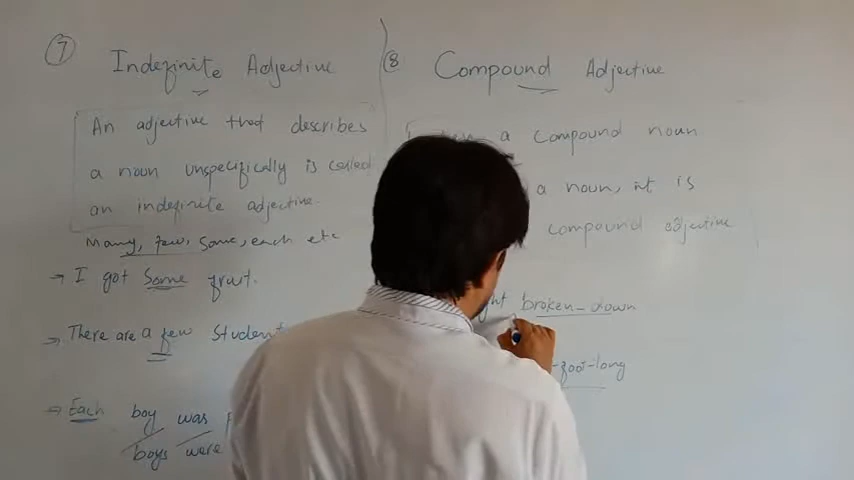 7 Indefinite Adjective
An adjective that describes
a noun unspecifically is called
an indefinite adjective.
Many, few, some, each etc
→ I got some fruit.
→ There are a few Student
→ Each boy was
boys were
8 Compound Adjective
a compound noun
a noun, it is
compound adjective
broken-down
-foot-long